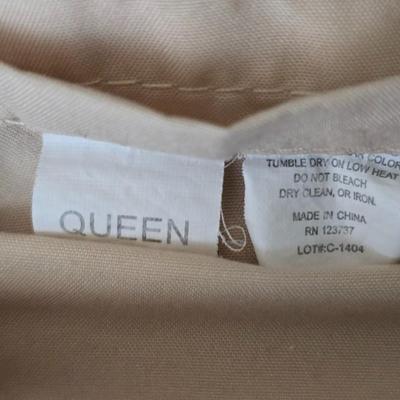 QUEEN
COLOR
TUMBLE DRY ON LOW HEAT
DO NOT BLEACH
DRY CLEAN, OR IRON.
MADE IN CHINA
RN 123737
LOT#:C-1404